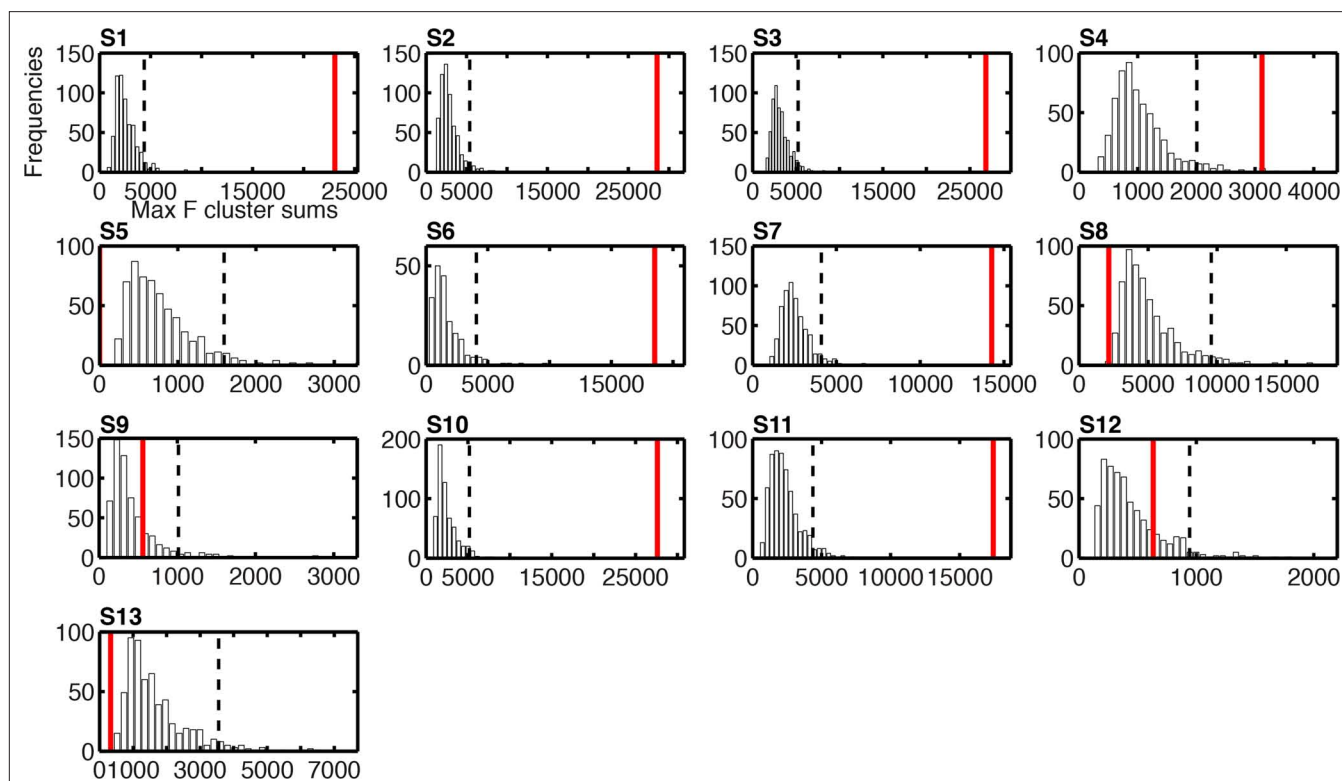 S1 S2 S3 S4
Frequencies
150 150 150 100
100 100 100
50 50 50 50
0 0 0 0
0 5000 15000 25000 0 5000 15000 25000 0 5000 15000 25000 0 1000 2000 3000 4000
Max F cluster sums
S5 S6 S7 S8
100 50 150 100
50 100 50
50
0 0 0 0
0 1000 2000 3000 0 5000 15000 0 5000 10000 15000 0 5000 10000 15000
S9 S10 S11 S12
150 200 100 100
100 100 50 50
50
0 0 0 0
0 1000 2000 3000 0 5000 15000 25000 0 5000 10000 15000 0 1000 2000
S13
100
50
0
01000 3000 5000 7000